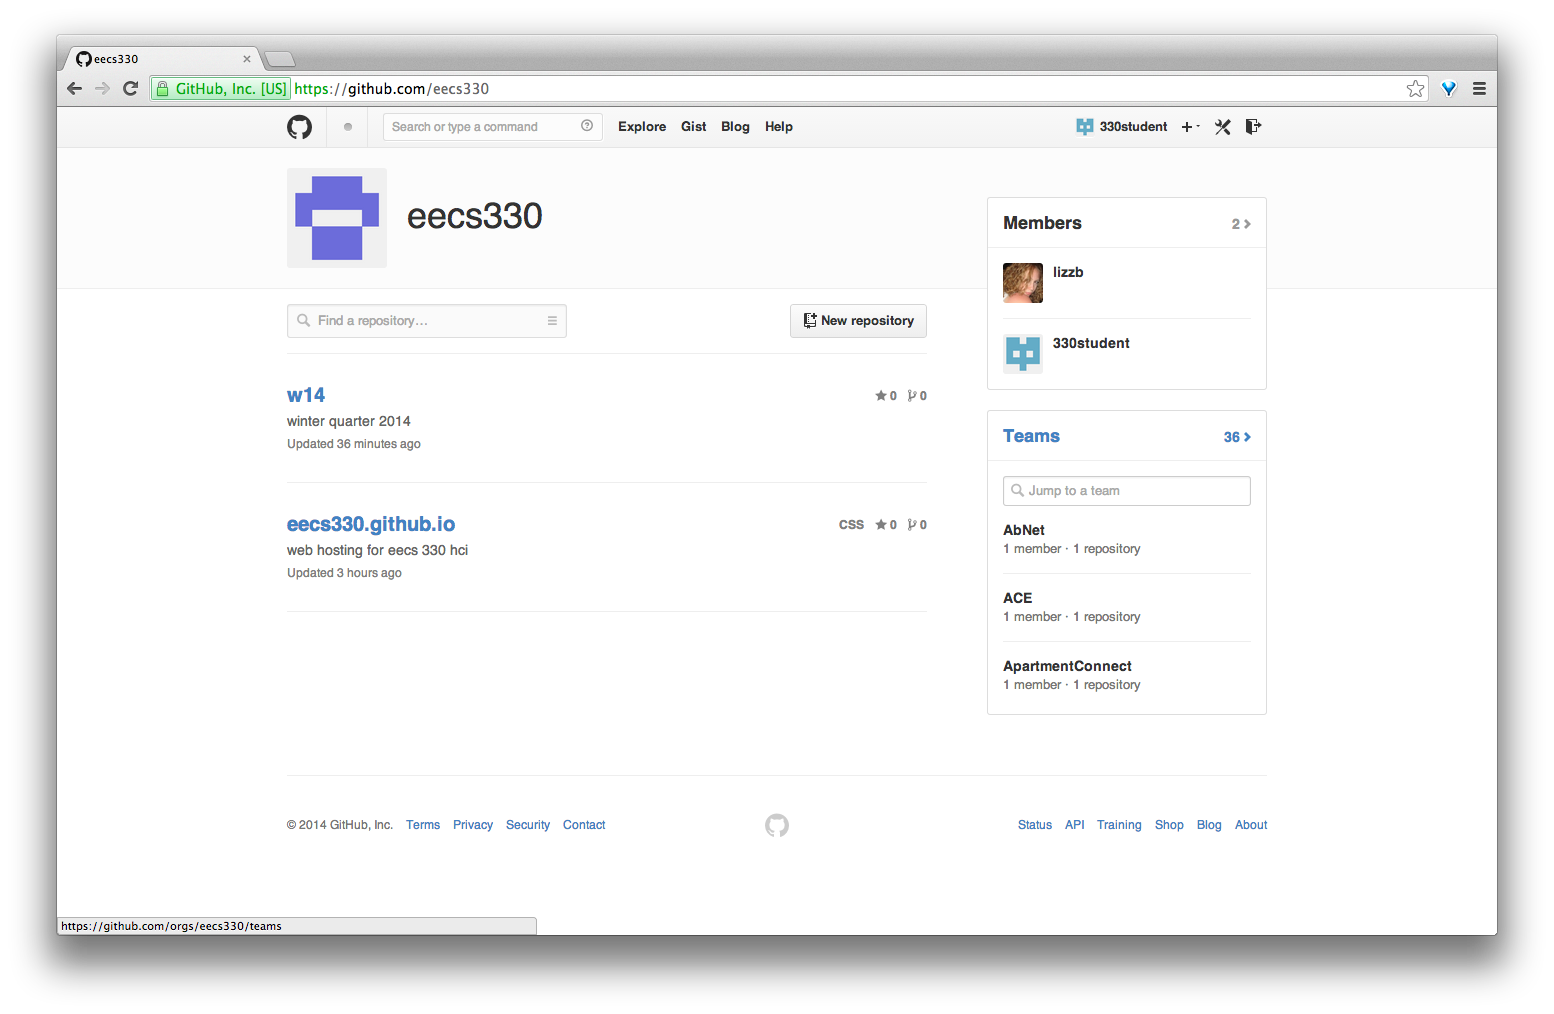 eecs330
GitHub, Inc. [US] https://github.com/eecs330
Search or type a command Explore Gist Blog Help 330student
eecs330
Find a repository… New repository
w14 0 0
winter quarter 2014
Updated 36 minutes ago
eecs330.github.io CSS 0 0
web hosting for eecs 330 hci
Updated 3 hours ago
Members 2
lizzb
330student
Teams 36
Jump to a team
AbNet
1 member · 1 repository
ACE
1 member · 1 repository
ApartmentConnect
1 member · 1 repository
© 2014 GitHub, Inc. Terms Privacy Security Contact Status API Training Shop Blog About
https://github.com/orgs/eecs330/teams